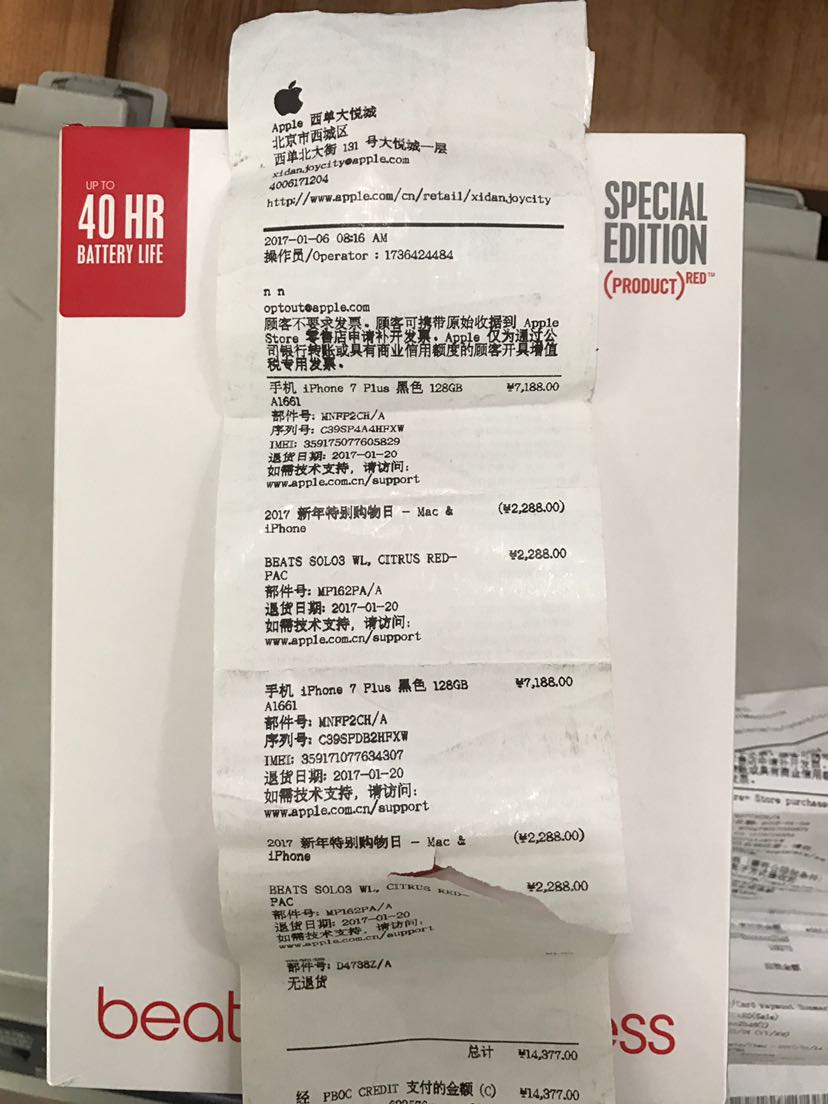 UP TO
40 HR
BATTERY LIFE
SPECIAL
EDITION
(PRODUCT)RED™
Apple 西单大悦城
北京市西城区
西单北大街 131 号大悦城一层
xidanjoycity@apple.com
4006171204
http://www.apple.com/cn/retail/xidanjoycity
2017-01-06 08:16 AM
操作员/Operator : 1736424484
n n
optout@apple.com
顾客不要求发票。顾客可携带原始收据到 Apple
Store 零售店申请补开发票。Apple 仅为通过公
司银行转账或具有商业信用额度的顾客开具增值
税专用发票。
手机 iPhone 7 Plus 黑色 128GB ¥7,188.00
A1661
部件号: MNFP2CH/A
序列号: C39SP4A4HFXW
IMEI: 359175077605829
退货日期: 2017-01-20
如需技术支持, 请访问:
www.apple.com.cn/support
2017 新年特别购物日 - Mac & (¥2,288.00)
iPhone
BEATS SOLO3 WL, CITRUS RED- ¥2,288.00
PAC
部件号: MP162PA/A
退货日期: 2017-01-20
如需技术支持, 请访问:
www.apple.com.cn/support
手机 iPhone 7 Plus 黑色 128GB ¥7,188.00
A1661
部件号: MNFP2CH/A
序列号: C39SPDB2HFXW
IMEI: 359171077634307
退货日期: 2017-01-20
如需技术支持, 请访问:
www.apple.com.cn/support
2017 新年特别购物日 - Mac & (¥2,288.00)
iPhone
BEATS SOLO3 WL, CITRUS RED- ¥2,288.00
PAC
部件号: MP162PA/A
退货日期: 2017-01-20
如需技术支持, 请访问:
www.apple.com.cn/support
部件号: D4738Z/A
无退货
beat ess
总计 ¥14,377.00
经 PBOC CREDIT 支付的金额 (C) ¥14,377.00